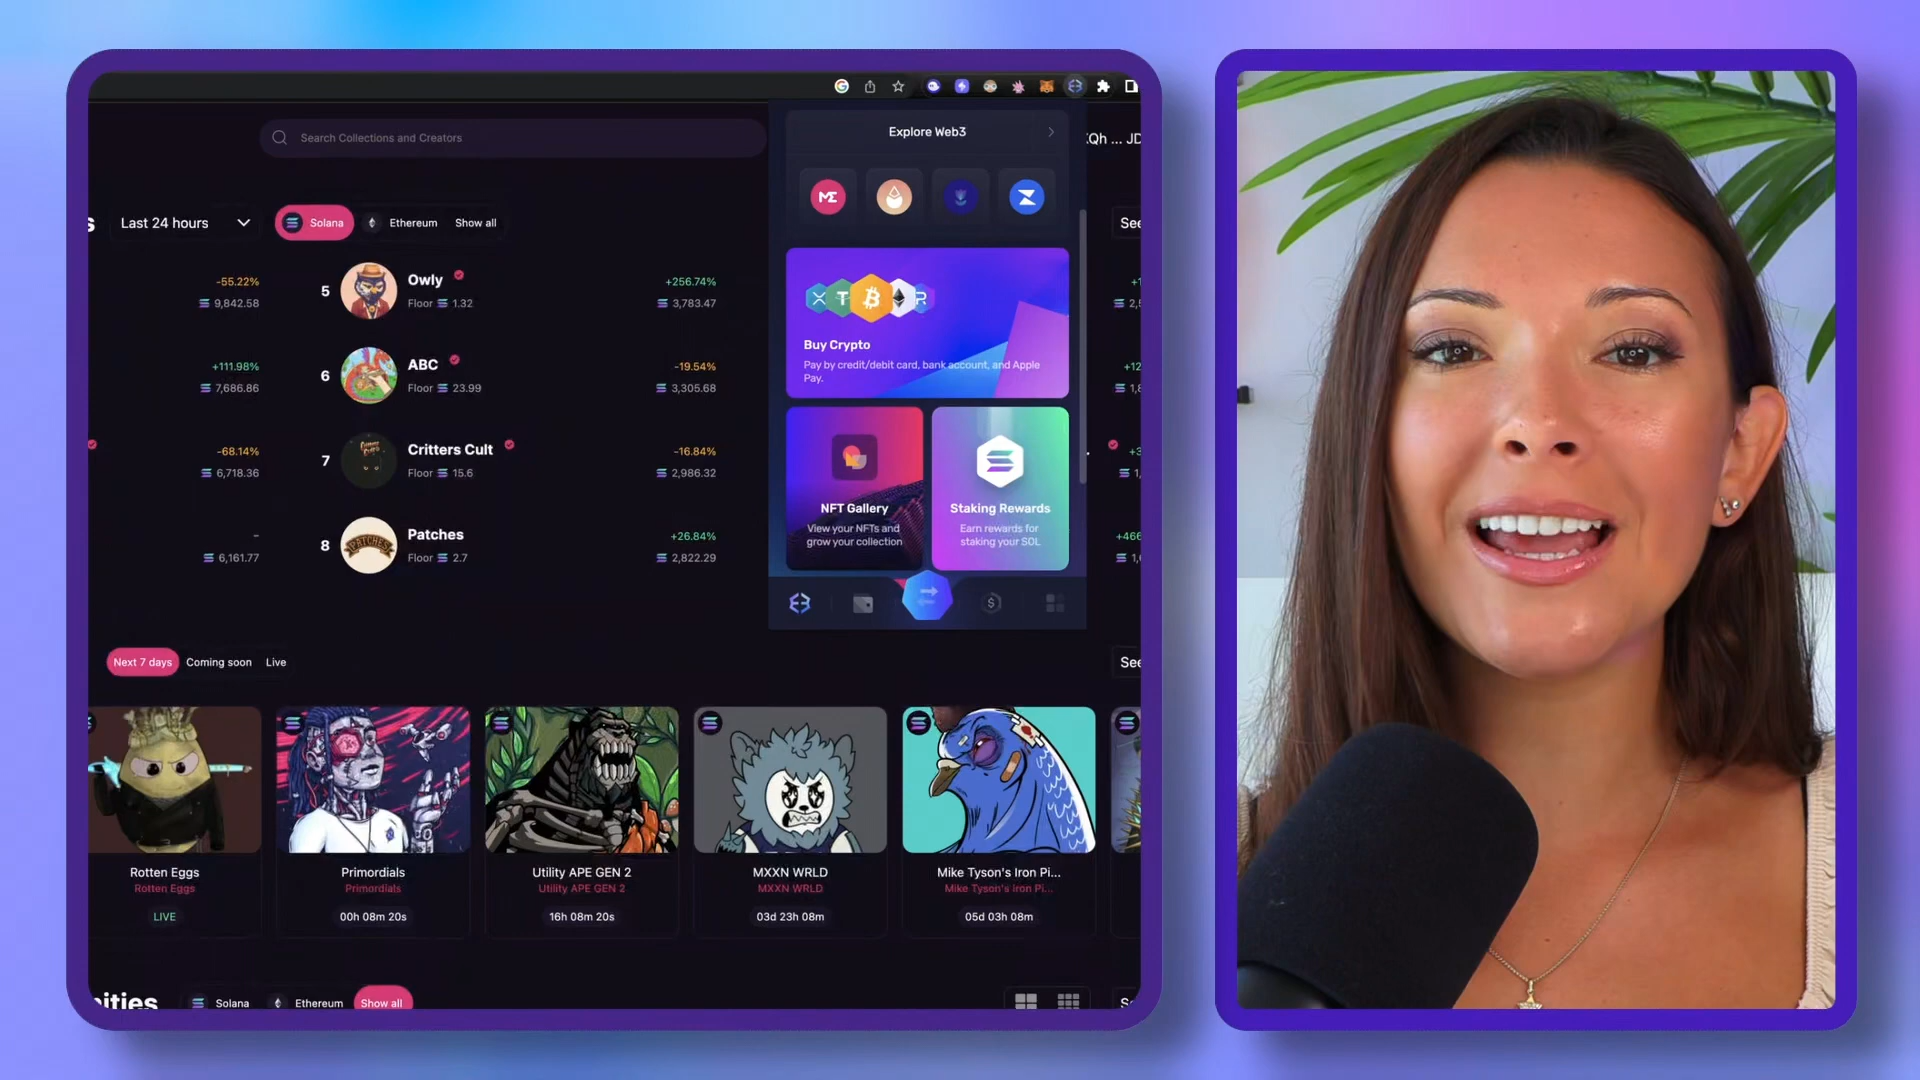 Explore Web3
Search Collections and Creators
Qh ... JD
s
Last 24 hours
Solana
Ethereum
Show all
See
-55.22%
9,842.58
5
Owly
Floor 1.32
+256.74%
3,783.47
+111.98%
7,686.86
6
ABC
Floor 23.99
-19.54%
3,305.68
-68.14%
6,718.36
7
Critters Cult
Floor 15.6
-16.84%
2,986.32
-
6,161.77
8
PATCHES
Patches
Floor 2.7
+26.84%
2,822.29
ME
Buy Crypto
Pay by credit/debit card, bank account, and Apple
Pay.
NFT Gallery
View your NFTs and
grow your collection
Staking Rewards
Earn rewards for
staking your SOL
+12
+466
Next 7 days
Coming soon
Live
See
Rotten Eggs
Rotten Eggs
LIVE
Primordials
Primordials
00h 08m 20s
Utility APE GEN 2
Utility APE GEN 2
16h 08m 20s
MXXN WRLD
MXXN WRLD
03d 23h 08m
Mike Tyson's Iron Pi...
Mike Tyson's Iron Pi...
05d 03h 08m
nities
Solana
Ethereum
Show all